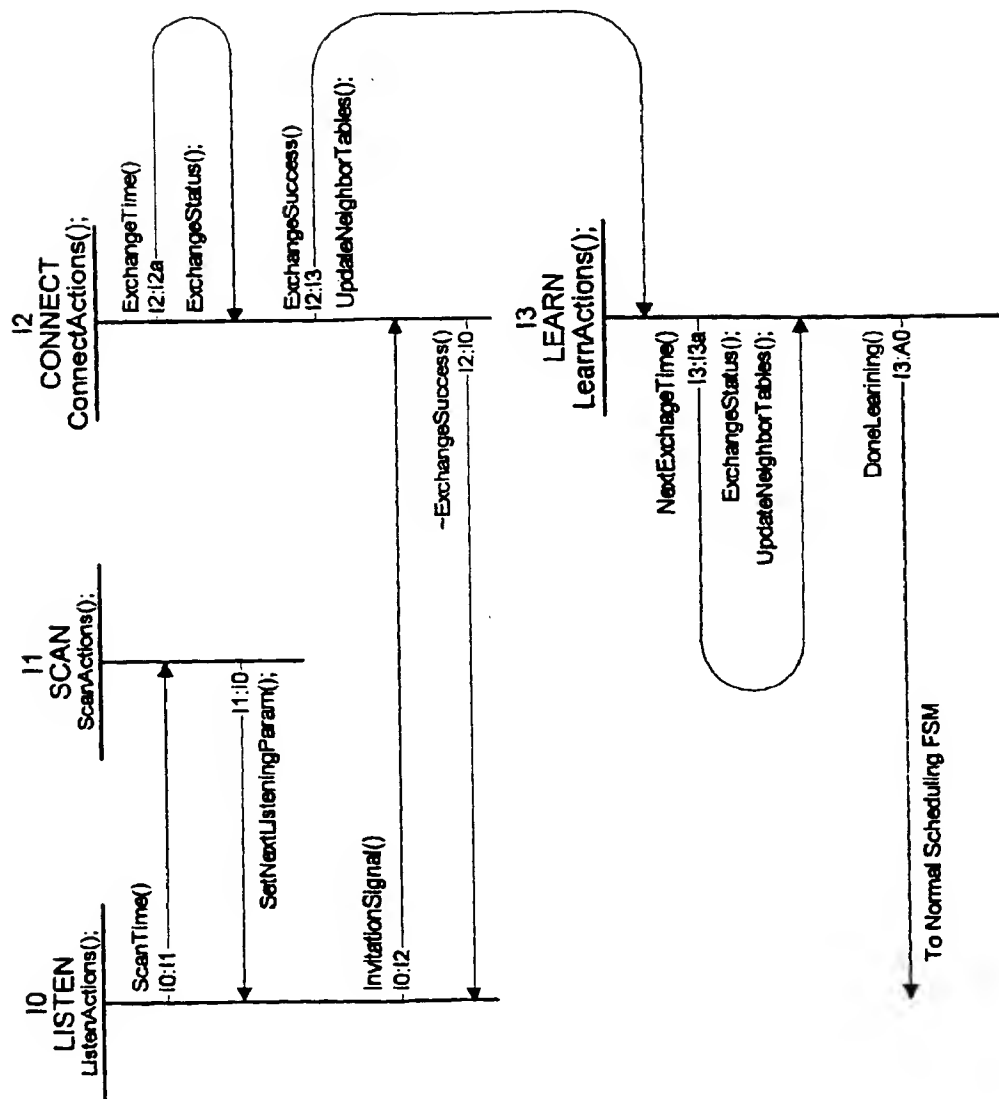 I0
LISTEN
ListenActions();
ScanTime()
I0:I1
I1
SCAN
ScanActions();
I1:I0
SetNextListeningParam();
InvitationSignal()
I0:I2
~ExchangeSuccess()
I2:I0
I2
CONNECT
ConnectActions();
ExchangeTime()
I2:I2a
ExchangeStatus();
ExchangeSuccess()
I2:I3
UpdateNeighborTables();
I3
LEARN
LearnActions();
NextExchageTime()
I3:I3a
ExchangeStatus();
UpdateNeighborTables();
DoneLearining()
I3:A0
To Normal Scheduling FSM